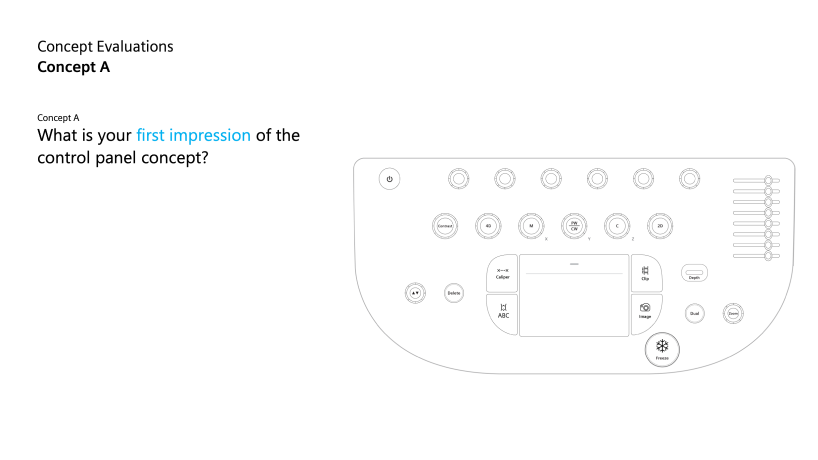 Concept Evaluations
Concept A
Concept A
What is your first impression of the
control panel concept?
Contrast
4D
M
PW
CW
C
2D
X
Y
Z
Caliper
Clip
Depth
▲▼
Delete
ABC
Image
Dual
Zoom
Freeze